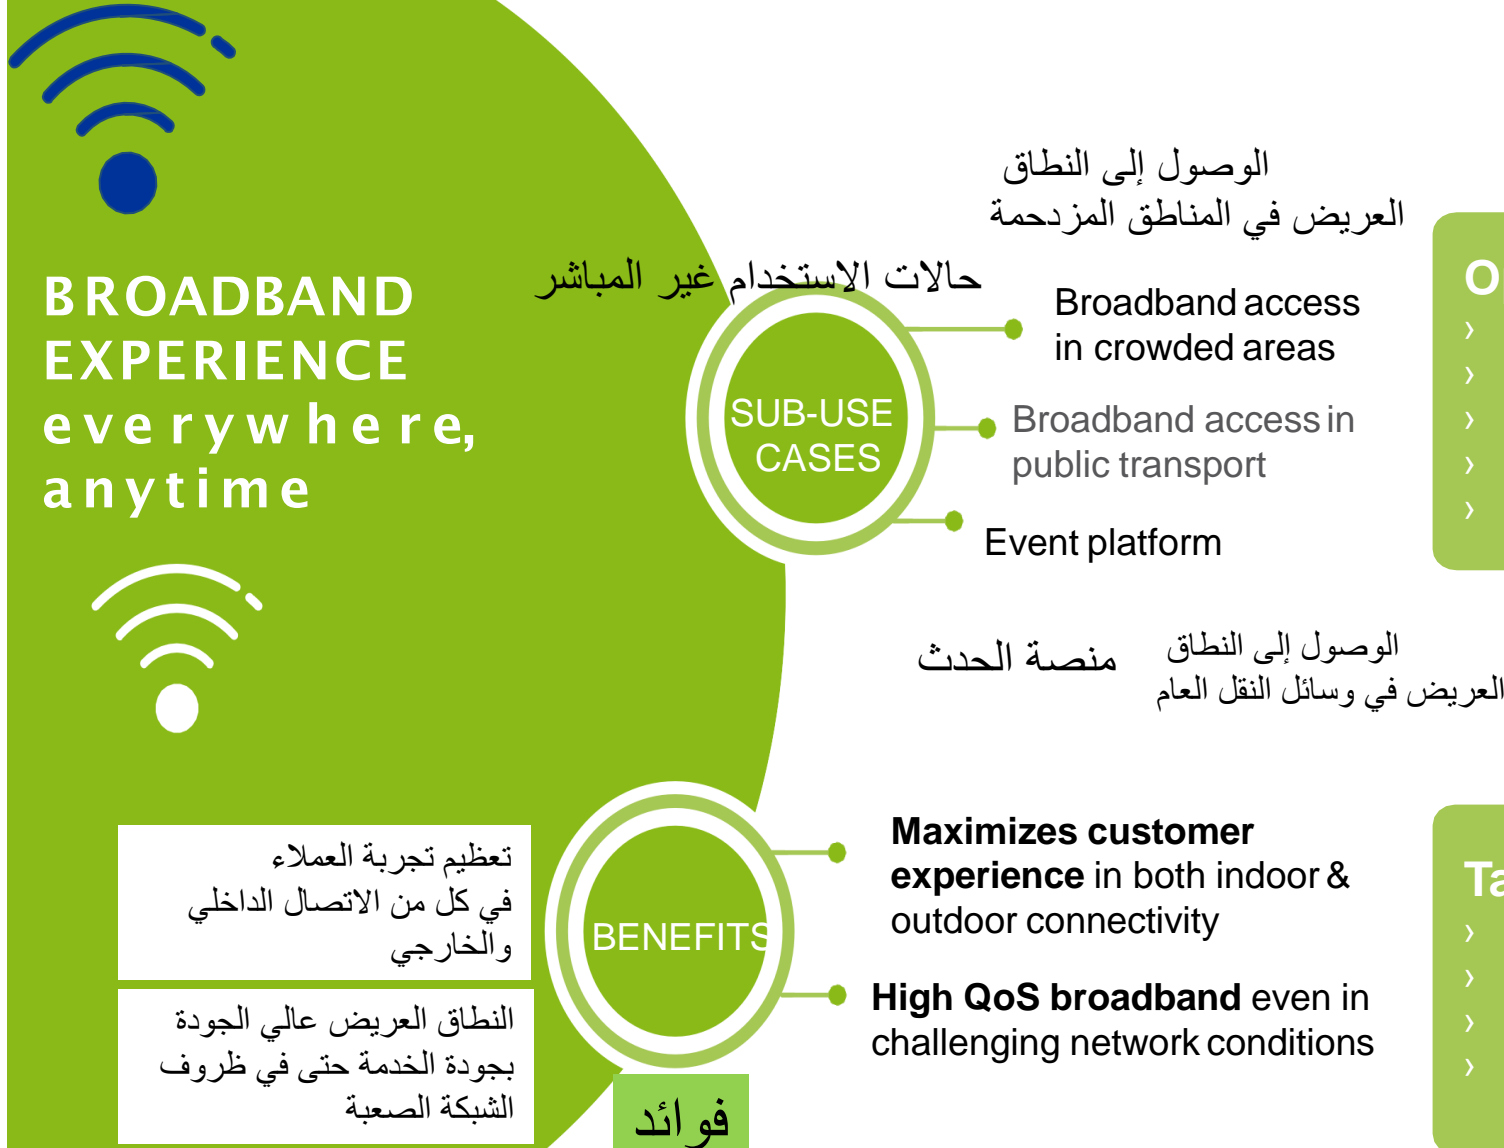 BROADBAND
EXPERIENCE
everywhere,
anytime
الوصول إلى النطاق
العريض في المناطق المزدحمة
حالات الاستخدام غير المباشر
SUB-USE
CASES
Broadband access
in crowded areas
Broadband access in
public transport
Event platform
منصة الحدث
الوصول إلى النطاق
العريض في وسائل النقل العام
BENEFITS
Maximizes customer
experience in both indoor &
outdoor connectivity
High QoS broadband even in
challenging network conditions
تعظيم تجربة العملاء
في كل من الاتصال الداخلي
والخارجي
النطاق العريض عالي الجودة
بجودة الخدمة حتى في ظروف
الشبكة الصعبة
فوائد